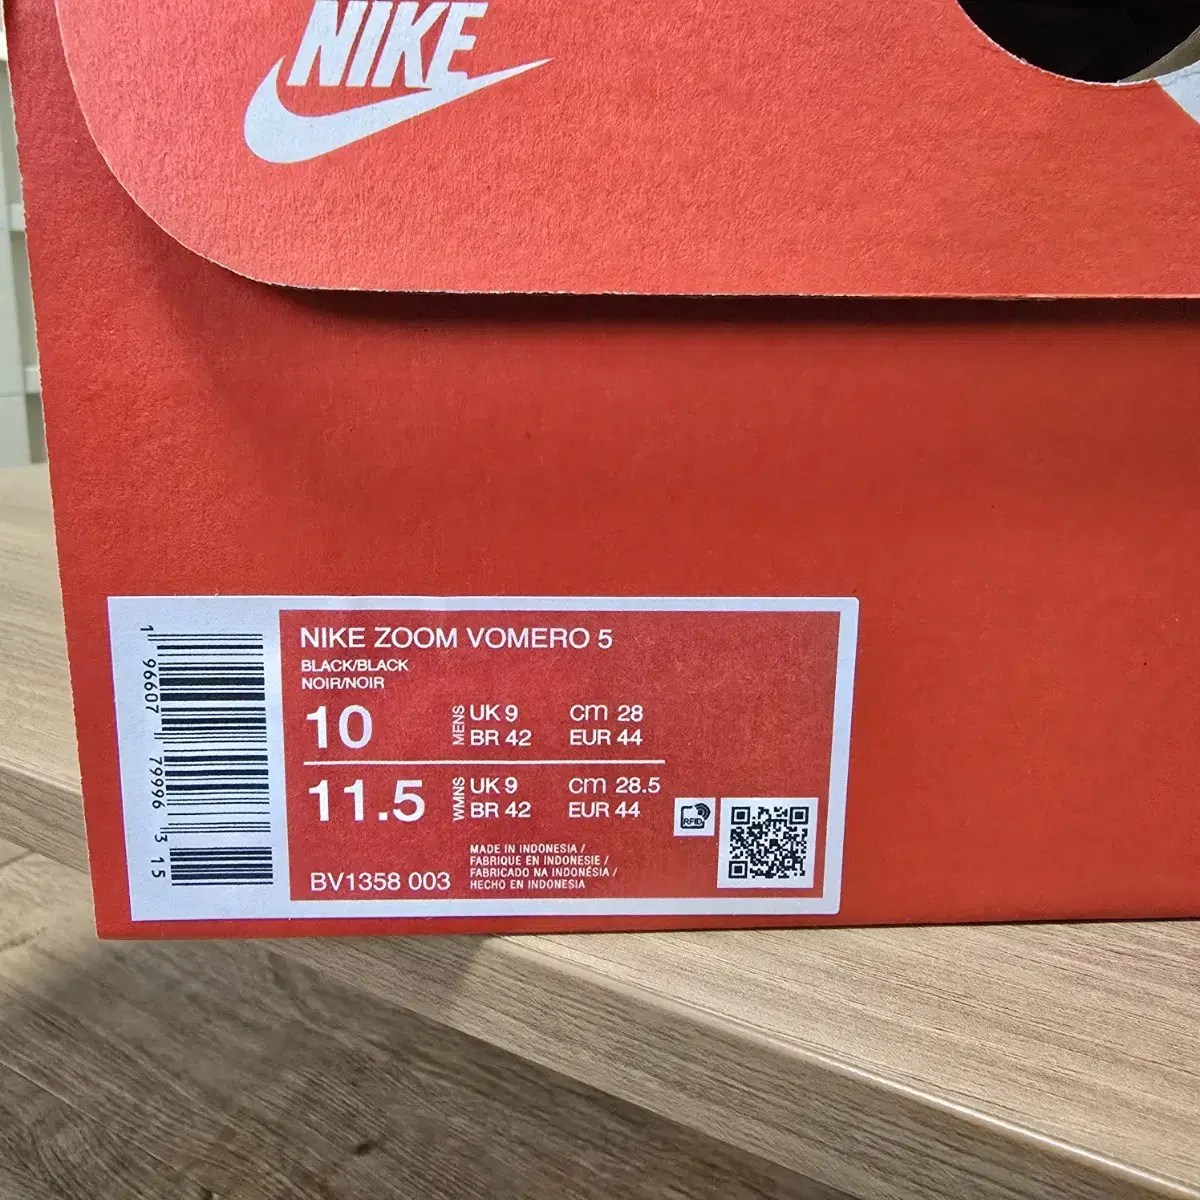 NIKE
NIKE ZOOM VOMERO 5
BLACK/BLACK
NOIR/NOIR
10
MENS
UK 9 cm 28
BR 42 EUR 44
11.5
WMNS
UK 9 cm 28.5
BR 42 EUR 44
RFID
MADE IN INDONESIA /
FABRIQUE EN INDONESIE /
FABRICADO NA INDONÉSIA /
HECHO EN INDONESIA
BV1358 003
1 96607 79996 3 15